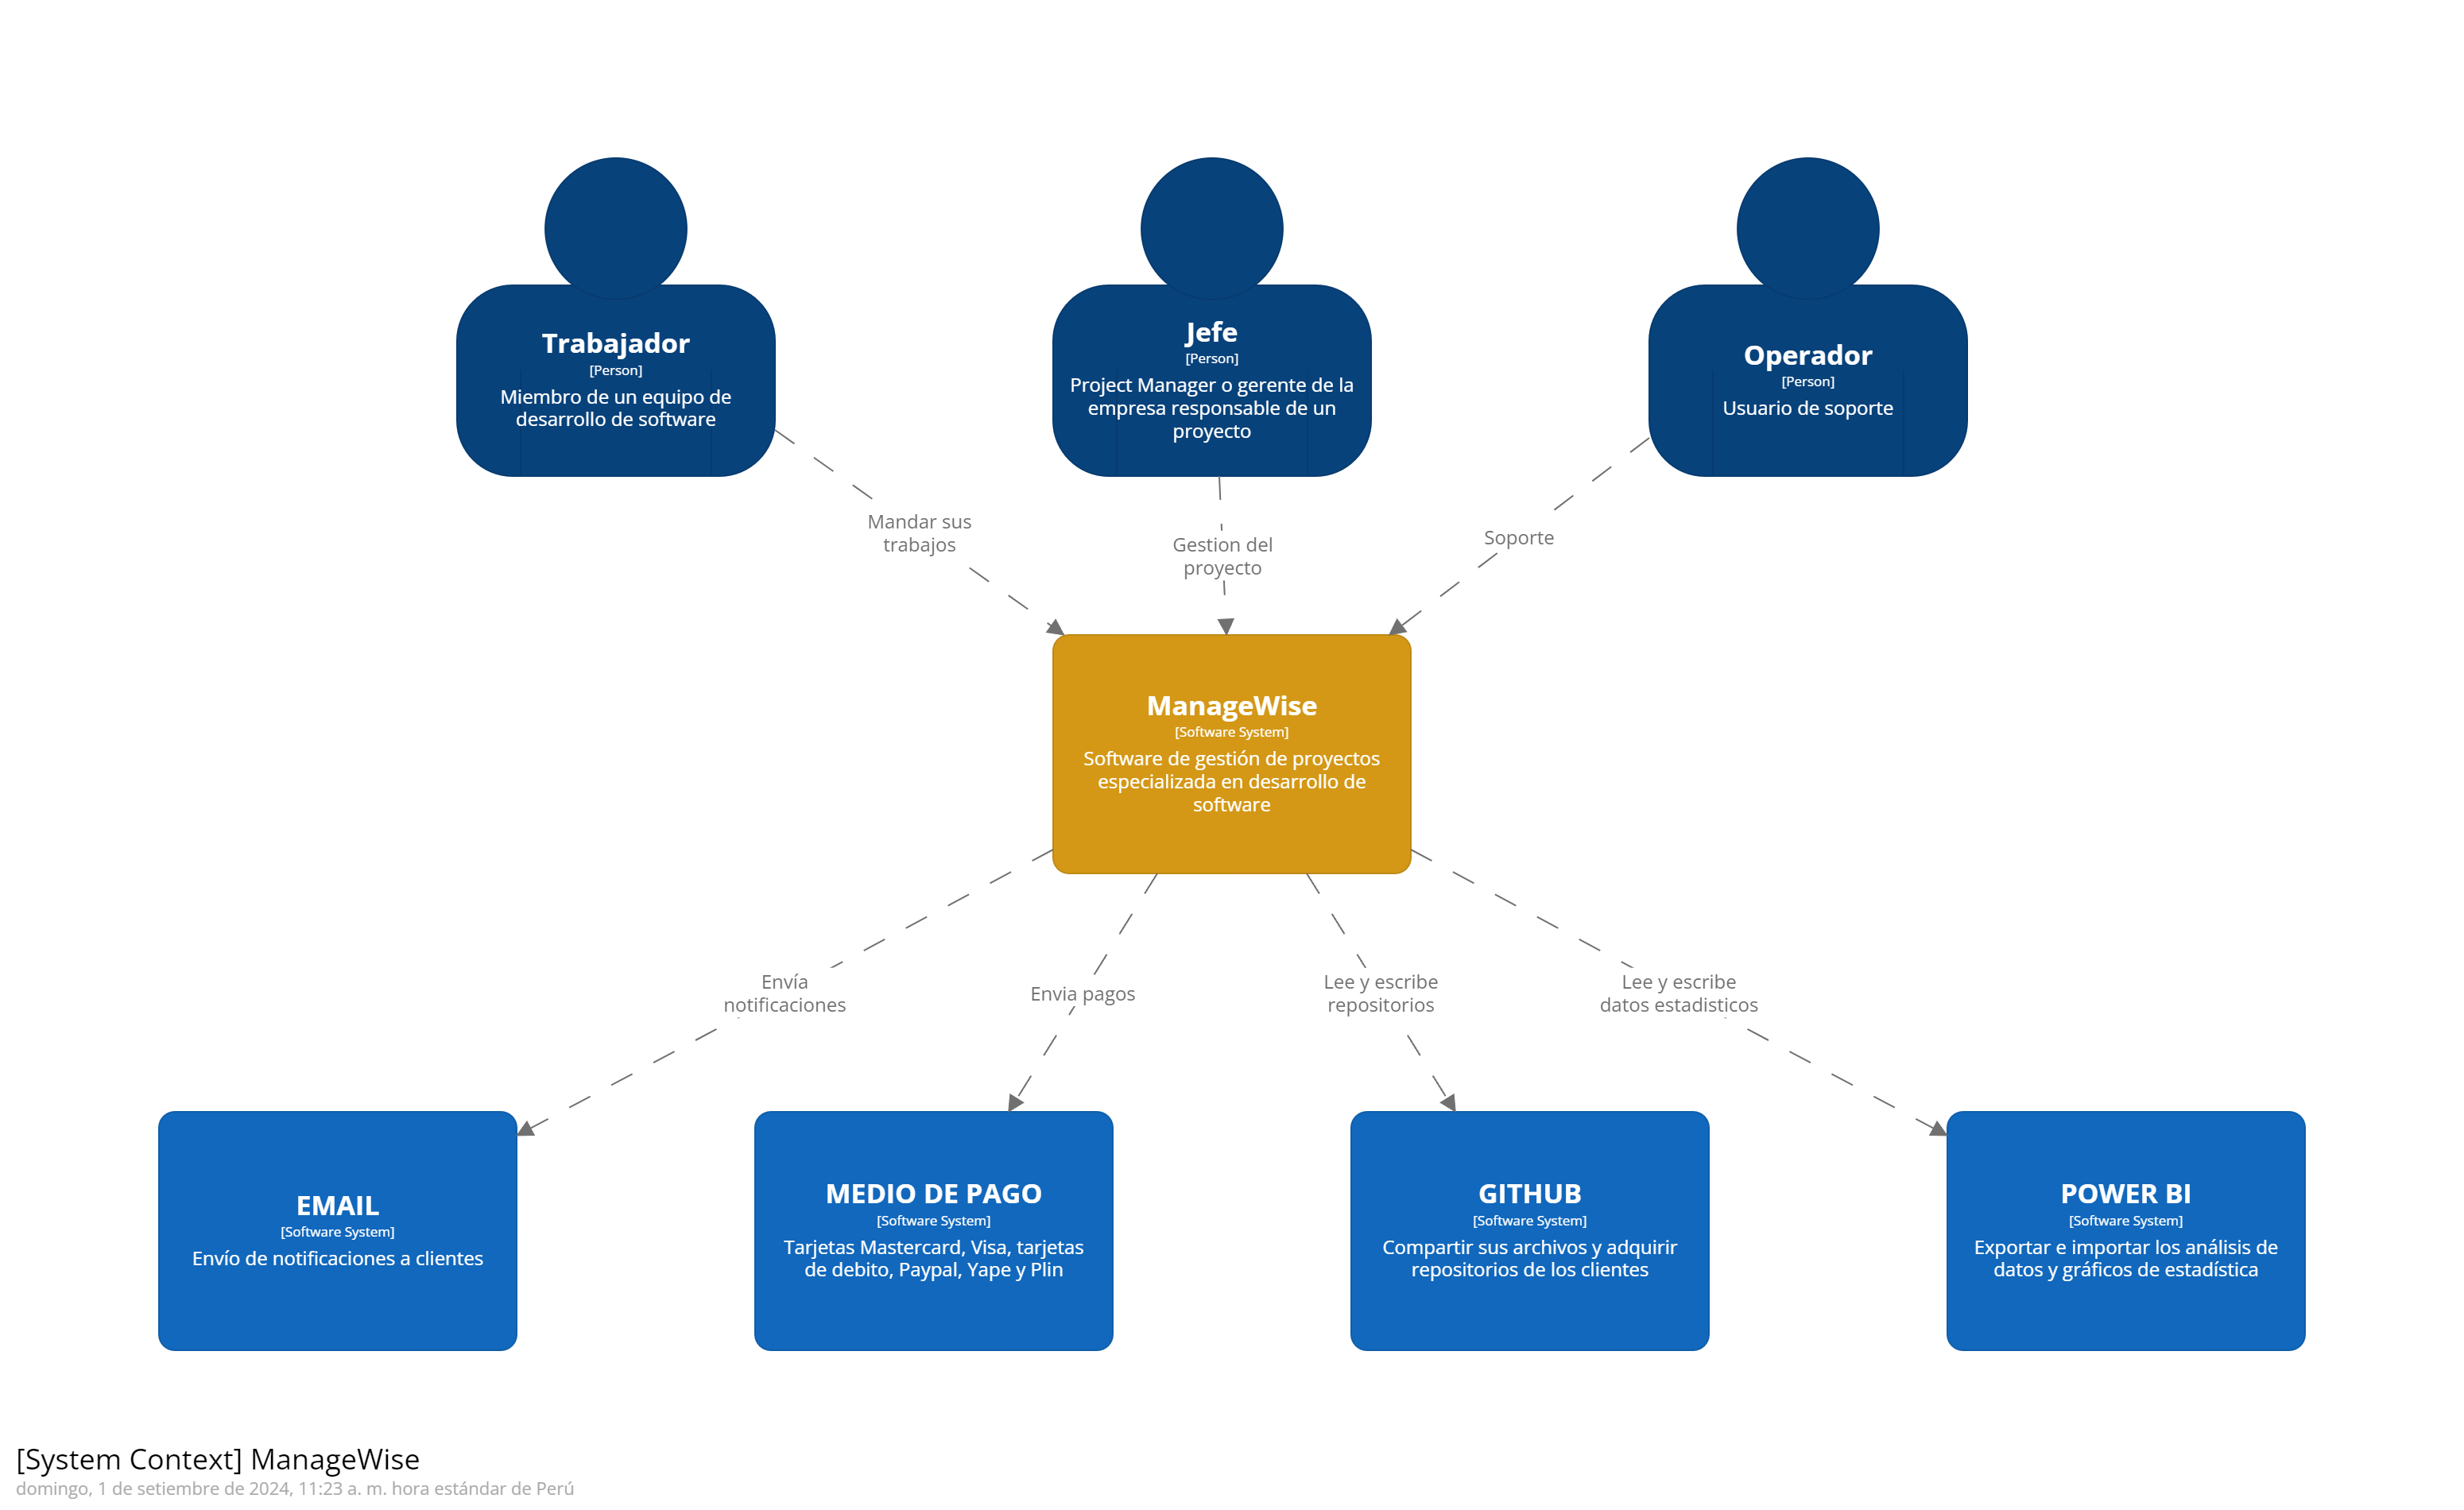 Trabajador
[Person]
Miembro de un equipo de
desarrollo de software
Jefe
[Person]
Project Manager o gerente de la
empresa responsable de un
proyecto
Operador
[Person]
Usuario de soporte
Mandar sus
trabajos
Gestion del
proyecto
Soporte
ManageWise
[Software System]
Software de gestión de proyectos
especializada en desarrollo de
software
Envía
notificaciones
Envia pagos
Lee y escribe
repositorios
Lee y escribe
datos estadisticos
EMAIL
[Software System]
Envío de notificaciones a clientes
MEDIO DE PAGO
[Software System]
Tarjetas Mastercard, Visa, tarjetas
de debito, Paypal, Yape y Plin
GITHUB
[Software System]
Compartir sus archivos y adquirir
repositorios de los clientes
POWER BI
[Software System]
Exportar e importar los análisis de
datos y gráficos de estadística
[System Context] ManageWise
domingo, 1 de setiembre de 2024, 11:23 a. m. hora estándar de Perú